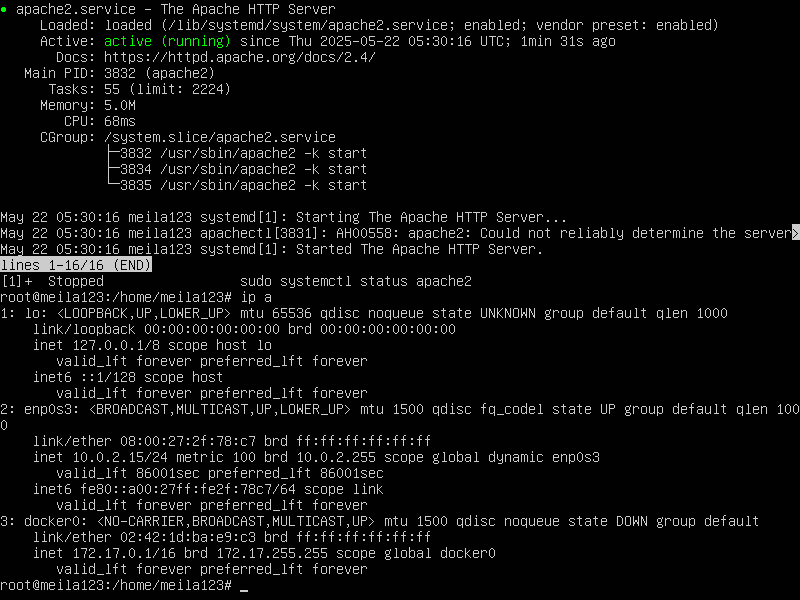 ● apache2.service - The Apache HTTP Server
     Loaded: loaded (/lib/systemd/system/apache2.service; enabled; vendor preset: enabled)
     Active: active (running) since Thu 2025-05-22 05:30:16 UTC; 1min 31s ago
       Docs: https://httpd.apache.org/docs/2.4/
   Main PID: 3832 (apache2)
      Tasks: 55 (limit: 2224)
     Memory: 5.0M
        CPU: 68ms
     CGroup: /system.slice/apache2.service
             ├─3832 /usr/sbin/apache2 -k start
             ├─3834 /usr/sbin/apache2 -k start
             └─3835 /usr/sbin/apache2 -k start

May 22 05:30:16 meila123 systemd[1]: Starting The Apache HTTP Server...
May 22 05:30:16 meila123 apachectl[3831]: AH00558: apache2: Could not reliably determine the server>
May 22 05:30:16 meila123 systemd[1]: Started The Apache HTTP Server.
lines 1-16/16 (END)
[1]+  Stopped                 sudo systemctl status apache2
root@meila123:/home/meila123# ip a
1: lo: <LOOPBACK,UP,LOWER_UP> mtu 65536 qdisc noqueue state UNKNOWN group default qlen 1000
    link/loopback 00:00:00:00:00:00 brd 00:00:00:00:00:00
    inet 127.0.0.1/8 scope host lo
       valid_lft forever preferred_lft forever
    inet6 ::1/128 scope host
       valid_lft forever preferred_lft forever
2: enp0s3: <BROADCAST,MULTICAST,UP,LOWER_UP> mtu 1500 qdisc fq_codel state UP group default qlen 100
0
    link/ether 08:00:27:2f:78:c7 brd ff:ff:ff:ff:ff:ff
    inet 10.0.2.15/24 metric 100 brd 10.0.2.255 scope global dynamic enp0s3
       valid_lft 86001sec preferred_lft 86001sec
    inet6 fe80::a00:27ff:fe2f:78c7/64 scope link
       valid_lft forever preferred_lft forever
3: docker0: <NO-CARRIER,BROADCAST,MULTICAST,UP> mtu 1500 qdisc noqueue state DOWN group default
    link/ether 02:42:1d:ba:e9:c3 brd ff:ff:ff:ff:ff:ff
    inet 172.17.0.1/16 brd 172.17.255.255 scope global docker0
       valid_lft forever preferred_lft forever
root@meila123:/home/meila123# _